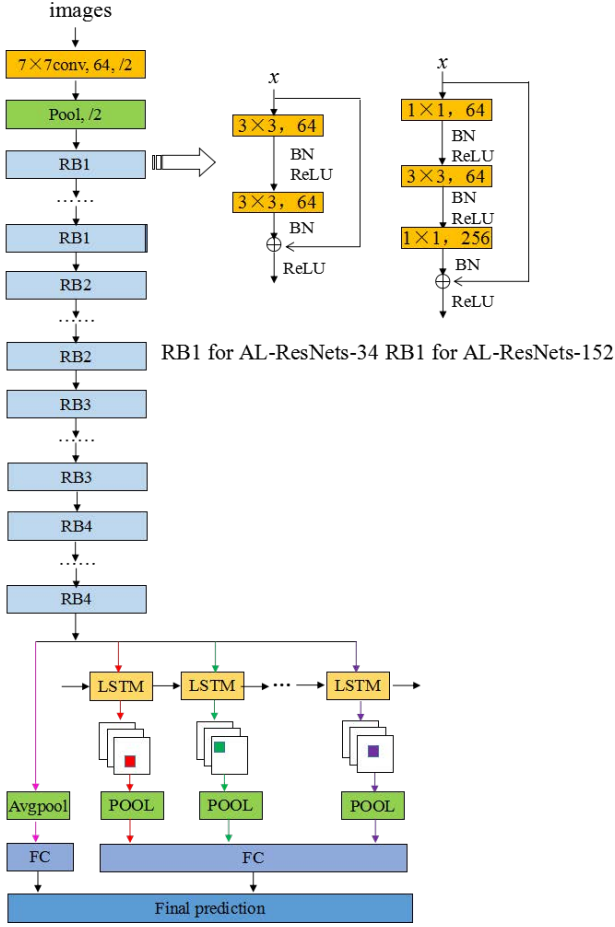 images
7×7conv, 64, /2
Pool, /2
RB1
......
RB1
RB2
......
RB2
RB3
......
RB3
RB4
......
RB4
x
3×3, 64
BN
ReLU
3×3, 64
BN
ReLU
x
1×1, 64
BN
ReLU
3×3, 64
BN
ReLU
1×1, 256
BN
ReLU
RB1 for AL-ResNets-34 RB1 for AL-ResNets-152
LSTM LSTM ... LSTM
Avgpool POOL POOL POOL
FC FC
Final prediction